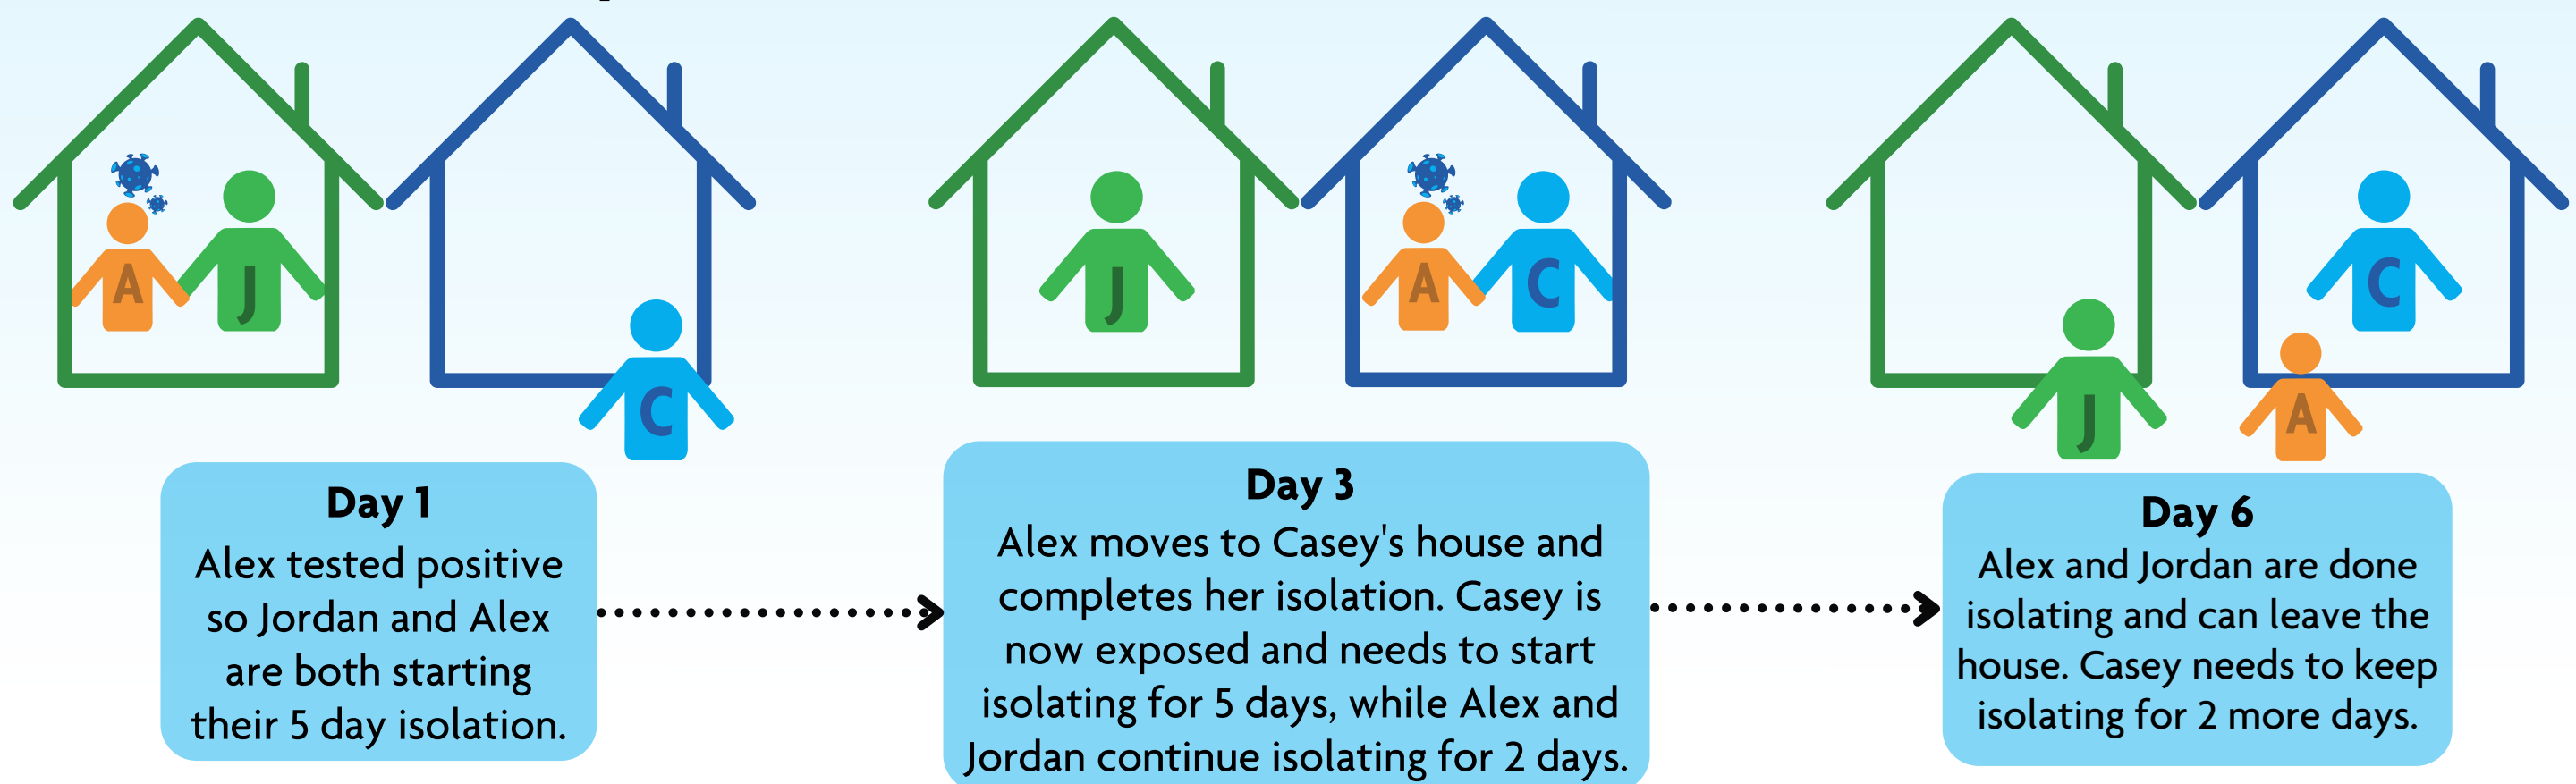 A
J
C
J
A
C
C
J
A
Day 1
Alex tested positive
so Jordan and Alex
are both starting
their 5 day isolation.
Day 3
Alex moves to Casey's house and
completes her isolation. Casey is
now exposed and needs to start
isolating for 5 days, while Alex and
Jordan continue isolating for 2 days.
Day 6
Alex and Jordan are done
isolating and can leave the
house. Casey needs to keep
isolating for 2 more days.